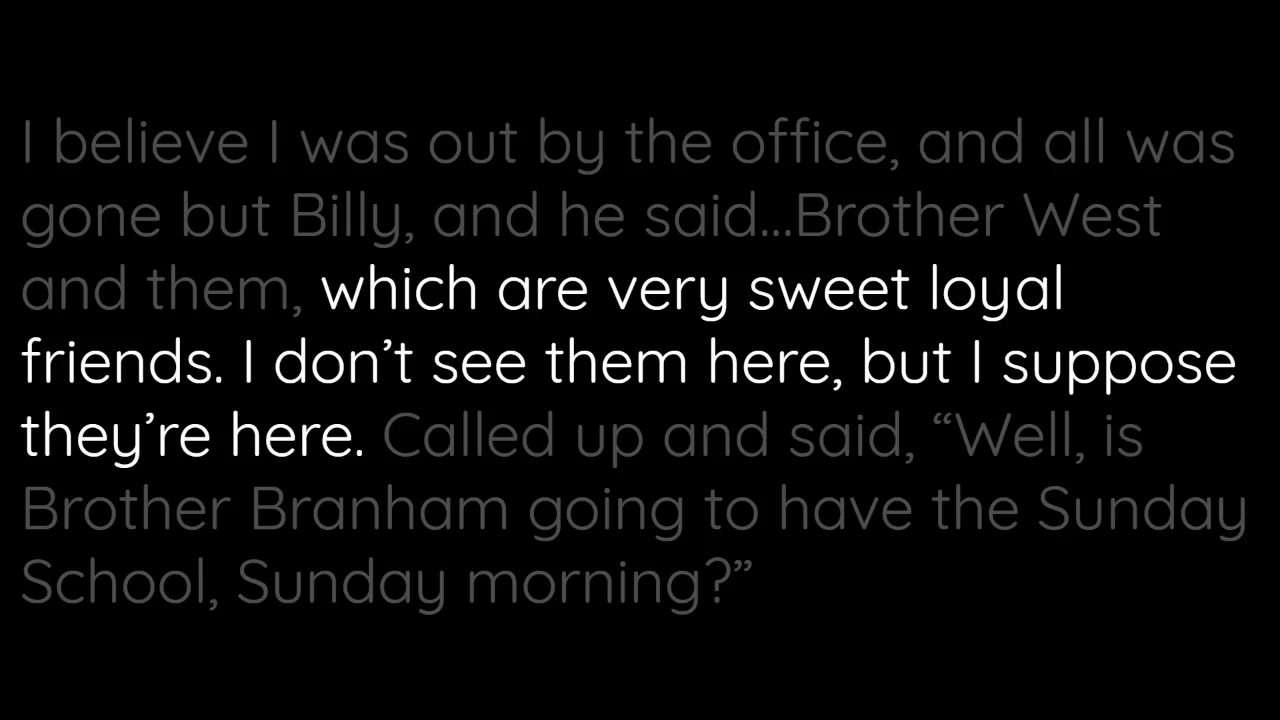 I believe I was out by the office, and all was
gone but Billy, and he said...Brother West
and them, which are very sweet loyal
friends. I don’t see them here, but I suppose
they’re here. Called up and said, “Well, is
Brother Branham going to have the Sunday
School, Sunday morning?”